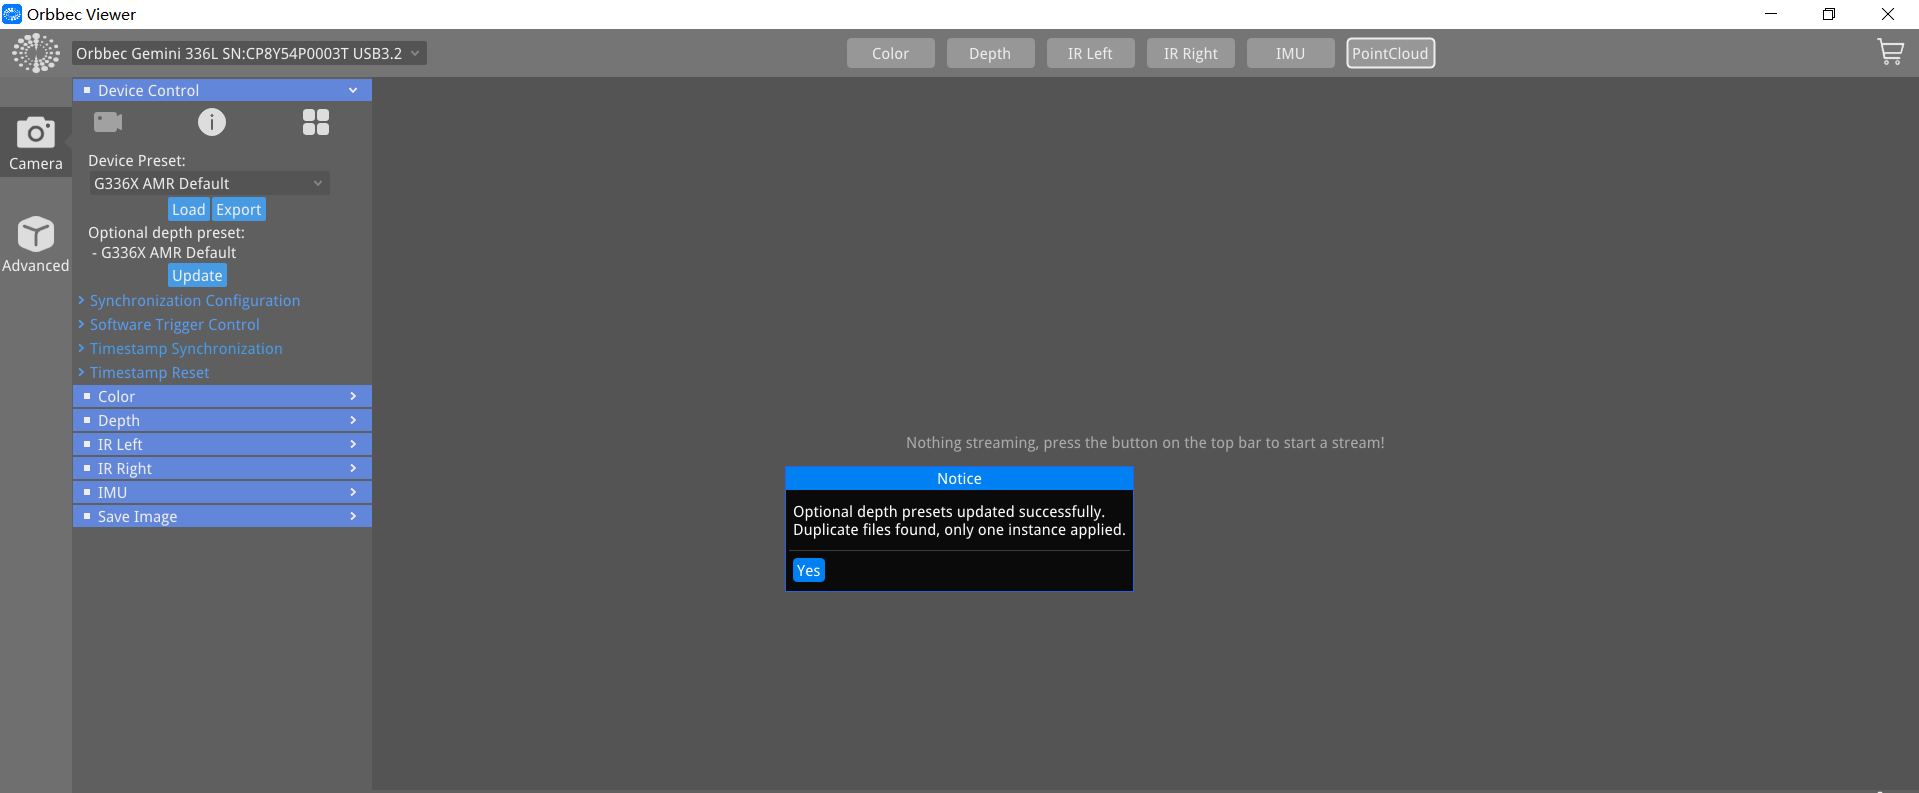 Orbbec Viewer
Orbbec Gemini 336L SN:CP8Y54P0003T USB3.2
Color
Depth
IR Left
IR Right
IMU
PointCloud
Camera
Advanced
Device Control
Device Preset:
G336X AMR Default
Load
Export
Optional depth preset:
- G336X AMR Default
Update
Synchronization Configuration
Software Trigger Control
Timestamp Synchronization
Timestamp Reset
Color
Depth
IR Left
IR Right
IMU
Save Image
Nothing streaming, press the button on the top bar to start a stream!
Notice
Optional depth presets updated successfully.
Duplicate files found, only one instance applied.
Yes